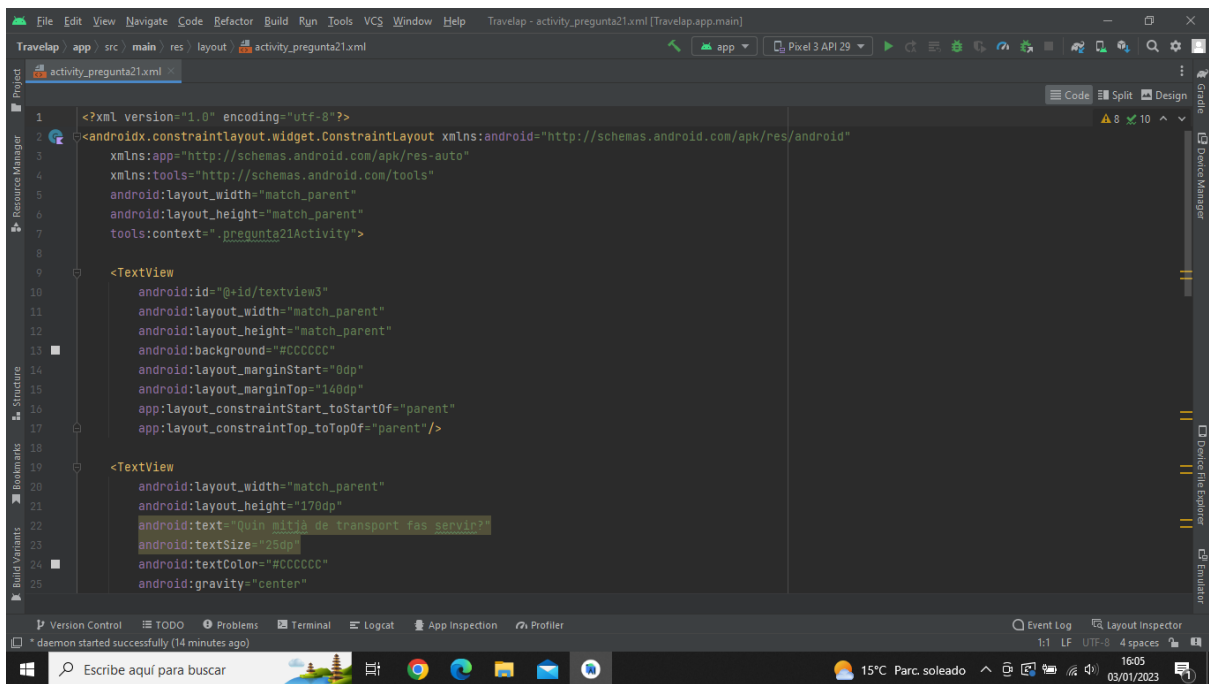 File Edit View Navigate Code Refactor Build Run Tools VCS Window Help Travelap - activity_pregunta21.xml [Travelap.app.main]
Travelap app src main res layout activity_pregunta21.xml app Pixel 3 API 29
activity_pregunta21.xml
Code Split Design
8 10
1 <?xml version="1.0" encoding="utf-8"?>
2 <androidx.constraintlayout.widget.ConstraintLayout xmlns:android="http://schemas.android.com/apk/res/android"
3 xmlns:app="http://schemas.android.com/apk/res-auto"
4 xmlns:tools="http://schemas.android.com/tools"
5 android:layout_width="match_parent"
6 android:layout_height="match_parent"
7 tools:context=".pregunta21Activity">
8
9 <TextView
10 android:id="@+id/textview3"
11 android:layout_width="match_parent"
12 android:layout_height="match_parent"
13 android:background="#CCCCCC"
14 android:layout_marginStart="0dp"
15 android:layout_marginTop="140dp"
16 app:layout_constraintStart_toStartOf="parent"
17 app:layout_constraintTop_toTopOf="parent"/>
18
19 <TextView
20 android:layout_width="match_parent"
21 android:layout_height="170dp"
22 android:text="Quin mitjà de transport fas servir?"
23 android:textSize="25dp"
24 android:textColor="#CCCCCC"
25 android:gravity="center"
Project
Resource Manager
Structure
Bookmarks
Build Variants
Gradle
Device Manager
Device File Explorer
Emulator
Version Control TODO Problems Terminal Logcat App Inspection Profiler Event Log Layout Inspector
* daemon started successfully (14 minutes ago) 1:1 LF UTF-8 4 spaces
Escribe aquí para buscar 15°C Parc. soleado 16:05
03/01/2023
1